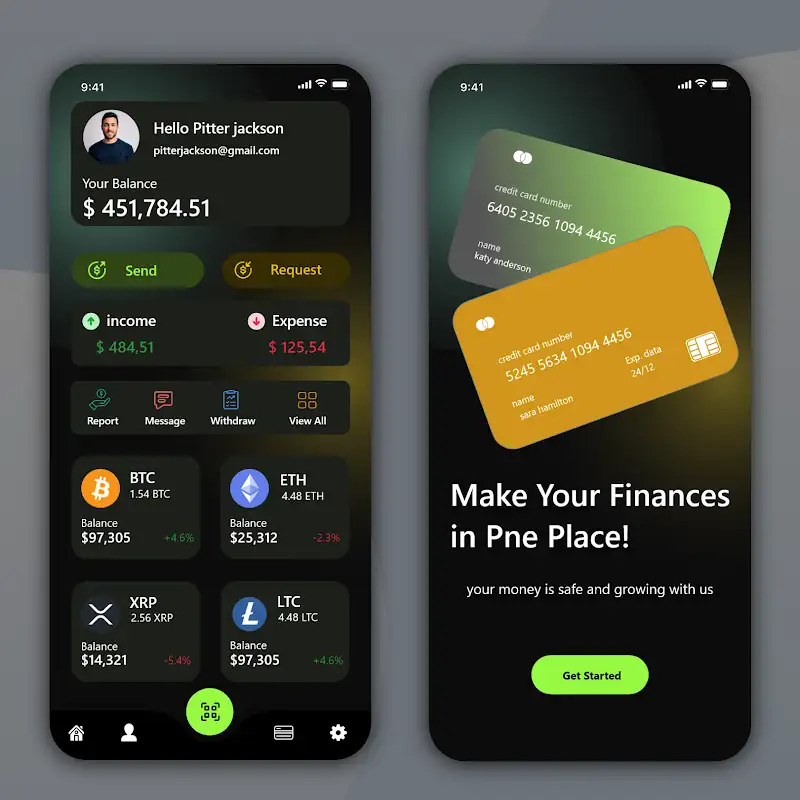 9:41
Hello Pitter jackson
pitterjackson@gmail.com
Your Balance
$ 451,784.51
Send
Request
income
Expense
$ 484,51
$ 125,54
Report
Message
Withdraw
View All
BTC
1.54 BTC
Balance
$97,305
+4.6%
ETH
4.48 ETH
Balance
$25,312
-2.3%
XRP
2.56 XRP
Balance
$14,321
-5.4%
LTC
4.48 LTC
Balance
$97,305
+4.6%
9:41
credit card number
6405 2356 1094 4456
name
katy anderson
credit card number
5245 5634 1094 4456
Exp. data
24/12
name
sara hamilton
Make Your Finances
in Pne Place!
your money is safe and growing with us
Get Started